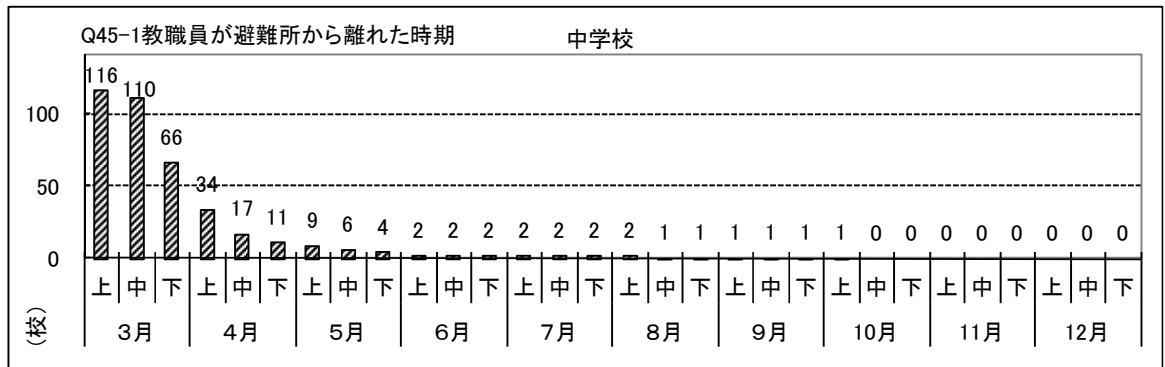 Q45-1教職員が避難所から離れた時期 中学校
116 110 66 34 17 11 9 6 4 2 2 2 2 2 2 2 1 1 1 1 1 1 0 0 0 0 0 0 0 0
100
50
0
上 中 下 上 中 下 上 中 下 上 中 下 上 中 下 上 中 下 上 中 下 上 中 下 上 中 下 上 中 下
(校) 3月 4月 5月 6月 7月 8月 9月 10月 11月 12月